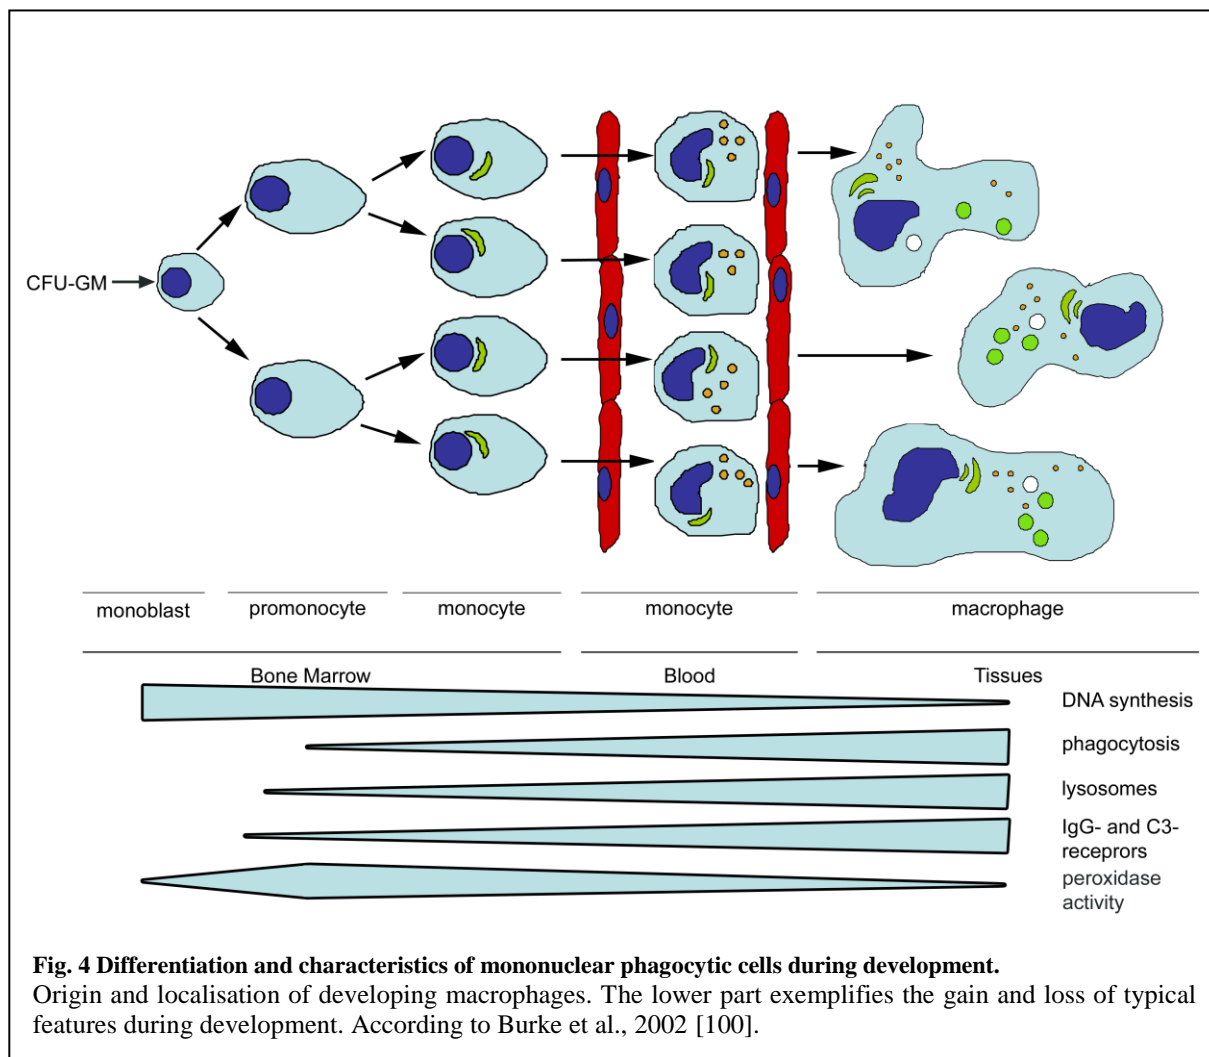 CFU-GM
monoblast promonocyte monocyte monocyte macrophage
Bone Marrow Blood Tissues
DNA synthesis
phagocytosis
lysosomes
IgG- and C3-
receprors
peroxidase
activity
Fig. 4 Differentiation and characteristics of mononuclear phagocytic cells during development.
Origin and localisation of developing macrophages. The lower part exemplifies the gain and loss of typical
features during development. According to Burke et al., 2002 [100].